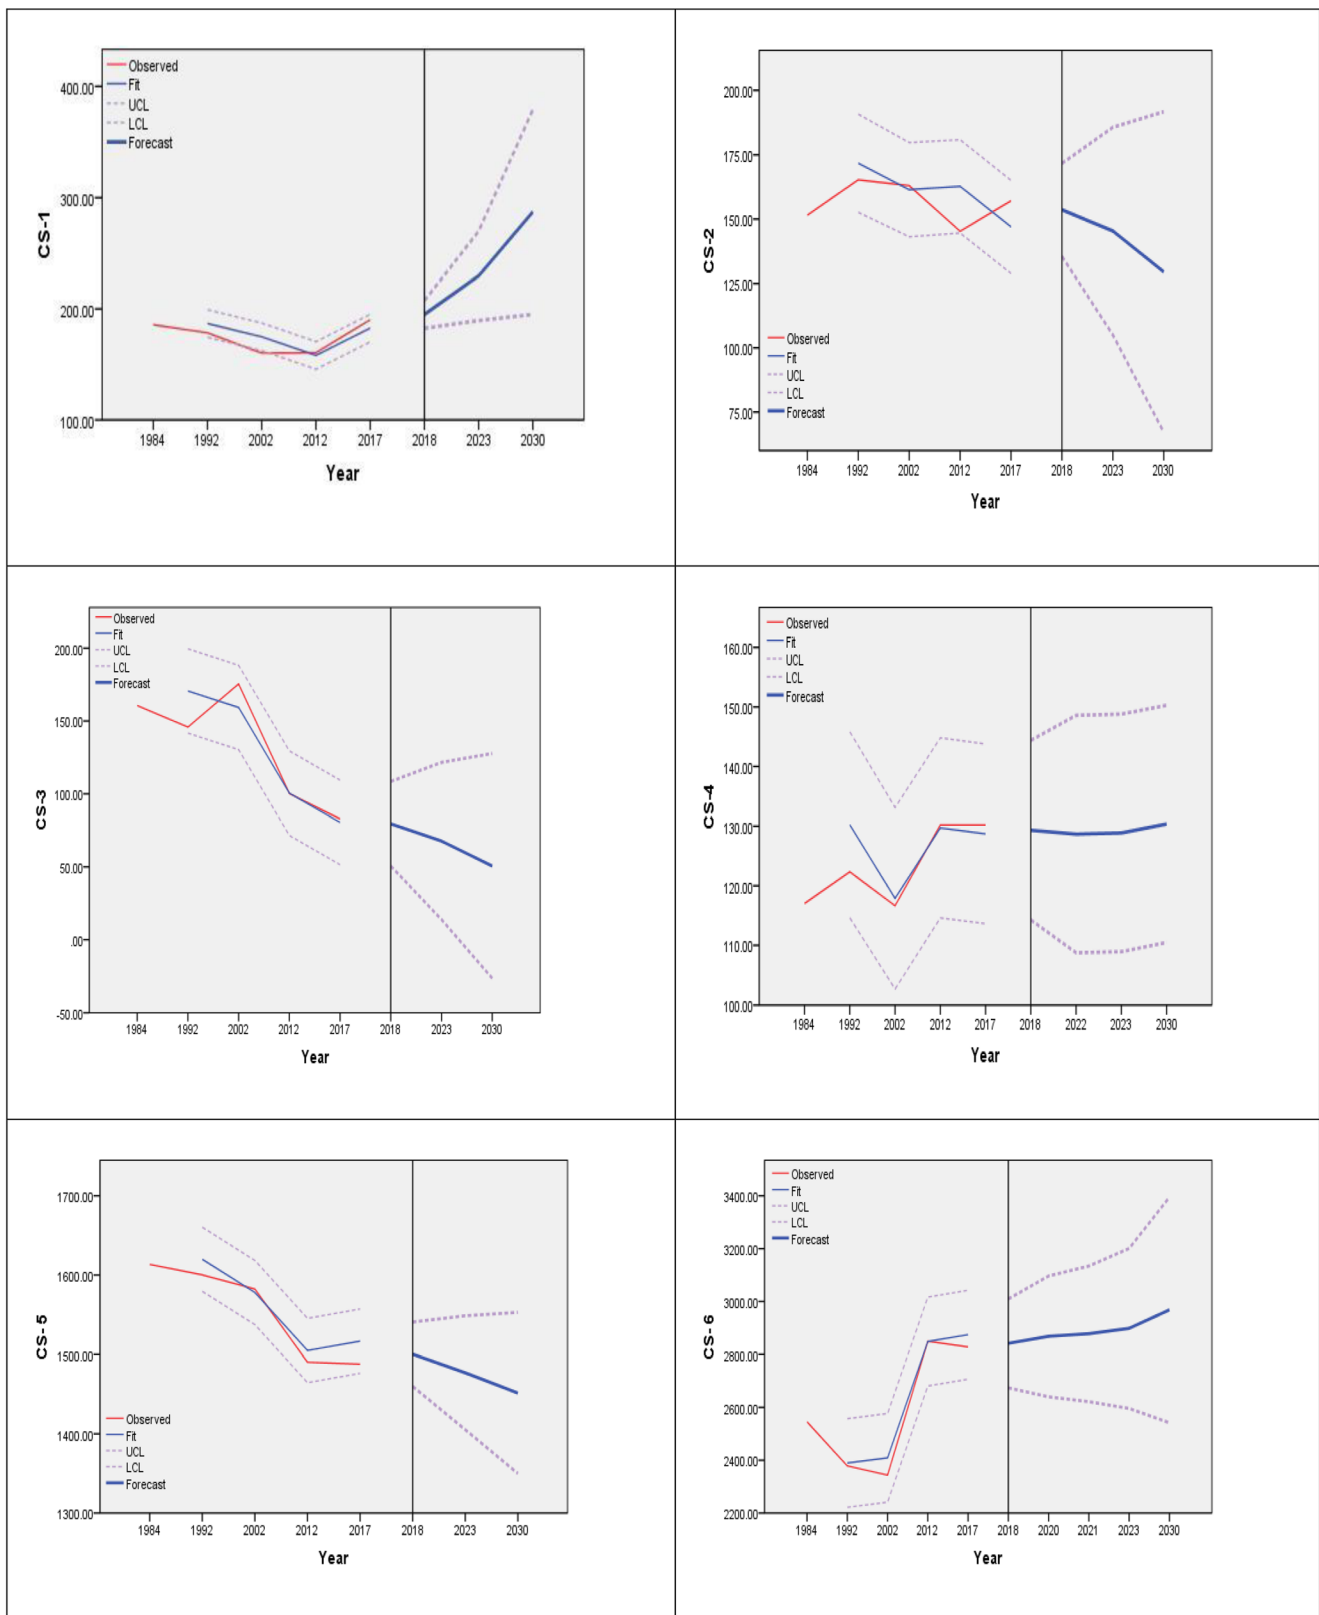 Observed
Fit
UCL
LCL
Forecast
400.00
300.00
200.00
100.00
CS-1
1984 1992 2002 2012 2017 2018 2023 2030
Year
200.00
175.00
150.00
125.00
100.00
75.00
CS-2
Observed
Fit
UCL
LCL
Forecast
1984 1992 2002 2012 2017 2018 2023 2030
Year
Observed
Fit
UCL
LCL
Forecast
200.00
150.00
100.00
50.00
.00
-50.00
CS-3
1984 1992 2002 2012 2017 2018 2023 2030
Year
Observed
Fit
UCL
LCL
Forecast
160.00
150.00
140.00
130.00
120.00
110.00
100.00
CS-4
1984 1992 2002 2012 2017 2018 2022 2023 2030
Year
1700.00
1600.00
1500.00
1400.00
1300.00
CS-5
Observed
Fit
UCL
LCL
Forecast
1984 1992 2002 2012 2017 2018 2023 2030
Year
Observed
Fit
UCL
LCL
Forecast
3400.00
3200.00
3000.00
2800.00
2600.00
2400.00
2200.00
CS-6
1984 1992 2002 2012 2017 2018 2020 2021 2023 2030
Year